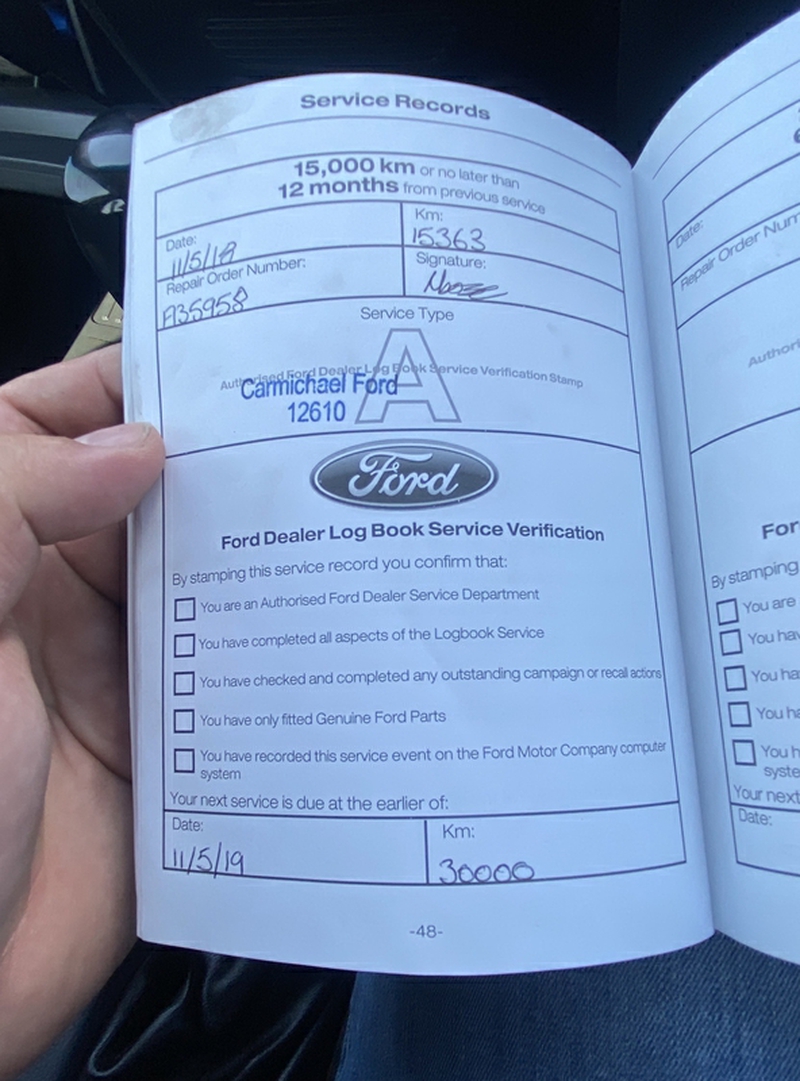 Service Records
15,000 km or no later than
12 months from previous service
Date:
11/5/18
Km:
15363
Repair Order Number:
A35958
Signature:
Service Type
A
Authorised Ford Dealer Log Book Service Verification Stamp
Carmichael Ford
12610
Ford
Ford Dealer Log Book Service Verification
By stamping this service record you confirm that:
You are an Authorised Ford Dealer Service Department
You have completed all aspects of the Logbook Service
You have checked and completed any outstanding campaign or recall actions
You have only fitted Genuine Ford Parts
You have recorded this service event on the Ford Motor Company computer
system
Your next service is due at the earlier of:
Date:
11/5/19
Km:
30000
-48-
Date:
Repair Order Num
Authori
For
By stamping
You are
You hav
You ha
You ha
You h
syste
Your next
Date: